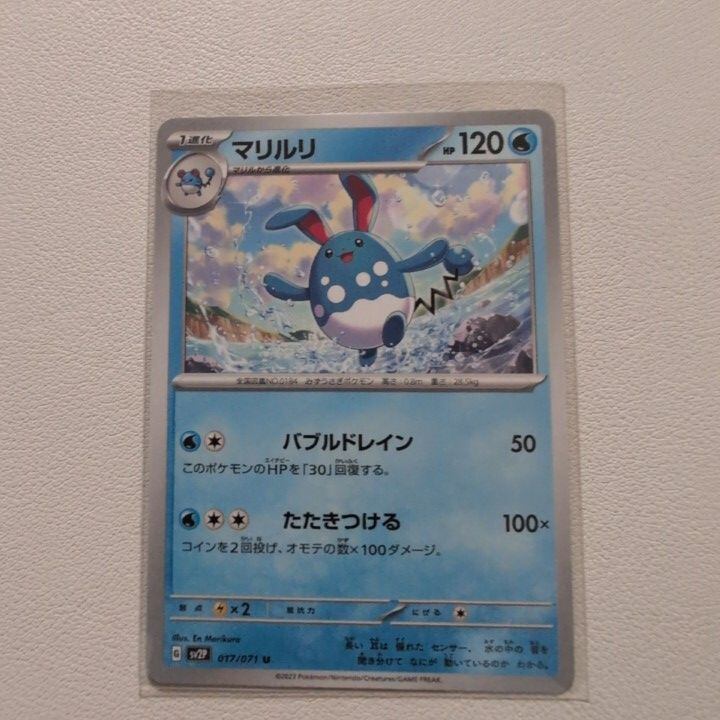 1進化
マリルリ
HP 120
マリルから進化
全国図鑑NO.0184 みずうさぎポケモン 高さ:0.8m 重さ:28.5kg
バブルドレイン 50
このポケモンのHPを「30」回復する。
たたきつける 100×
コインを2回投げ、オモテの数×100ダメージ。
弱点 ×2 抵抗力 にげる
Illus. En Morikura
G SV2P 017/071 U
長い 耳は 優れた センサー。 水の中の 音を
聞き分けて なにが 動いているのか わかる。
©2023 Pokémon/Nintendo/Creatures/GAME FREAK.